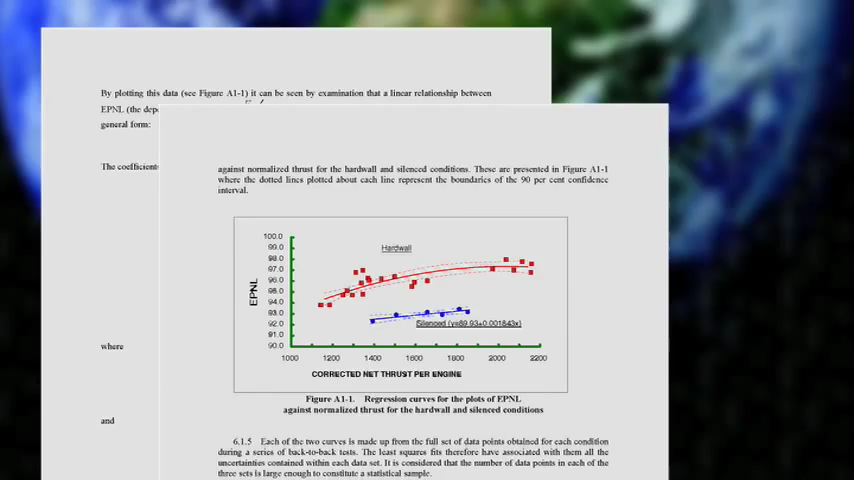 By plotting this data (see Figure A1-1) it can be seen by examination that a linear relationship between
EPNL (the
general form:
The coefficients
where
and
against normalized thrust for the hardwall and silenced conditions. These are presented in Figure A1-1
where the dotted lines plotted about each line represent the boundaries of the 90 per cent confidence
interval.
100.0
99.0
98.0
97.0
96.0
95.0
94.0
93.0
92.0
91.0
90.0
EPNL
Hardwall
Silenced (y=89.93+0.001843x)
1000 1200 1400 1600 1800 2000 2200
CORRECTED NET THRUST PER ENGINE
Figure A1-1. Regression curves for the plots of EPNL
against normalized thrust for the hardwall and silenced conditions
6.1.5 Each of the two curves is made up from the full set of data points obtained for each condition
during a series of back-to-back tests. The least squares fits therefore have associated with them all the
uncertainties contained within each data set. It is considered that the number of data points in each of the
three sets is large enough to constitute a statistical sample.